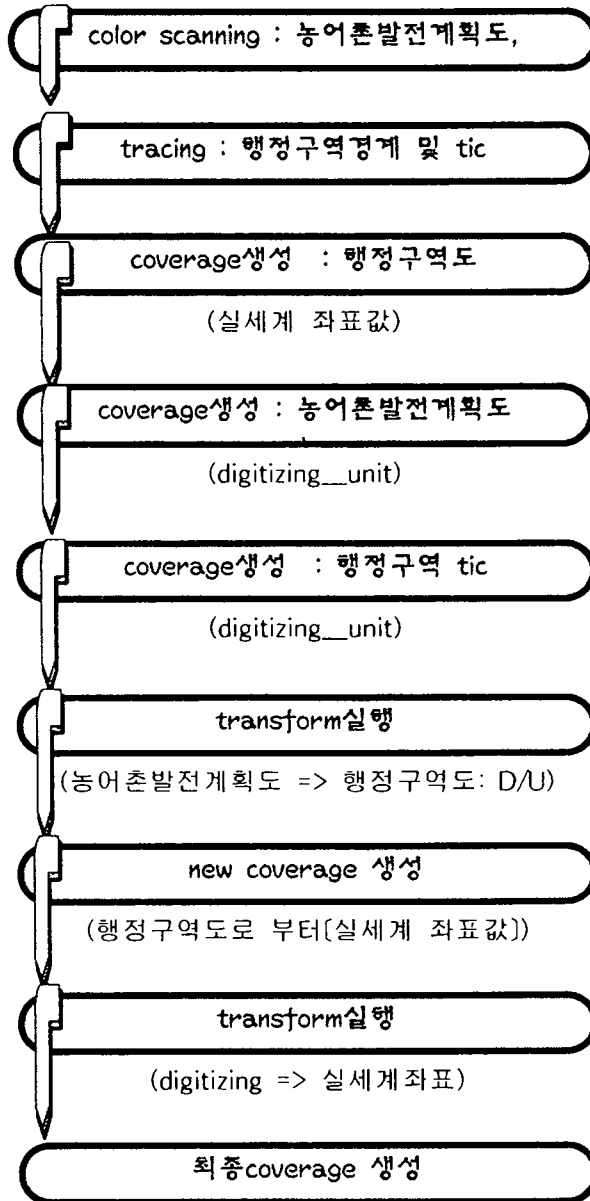 color scanning : 농어촌발전계획도,
tracing : 행정구역경계 및 tic
coverage생성 : 행정구역도
(실세계 좌표값)
coverage생성 : 농어촌발전계획도
(digitizing_unit)
coverage생성 : 행정구역 tic
(digitizing_unit)
transform실행
(농어촌발전계획도 => 행정구역도: D/U)
new coverage 생성
(행정구역도로 부터[실세계 좌표값])
transform실행
(digitizing => 실세계좌표)
최종coverage 생성